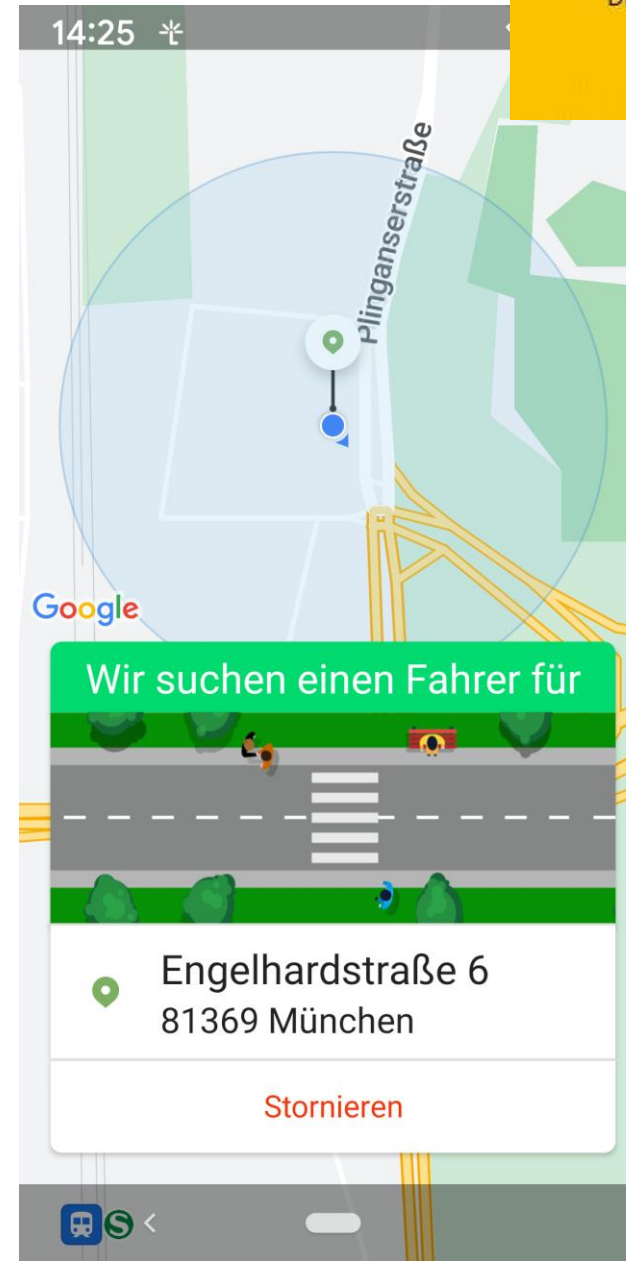 14:25
Plinganserstraße
Google
Wir suchen einen Fahrer für
Engelhardstraße 6
81369 München
Stornieren
S